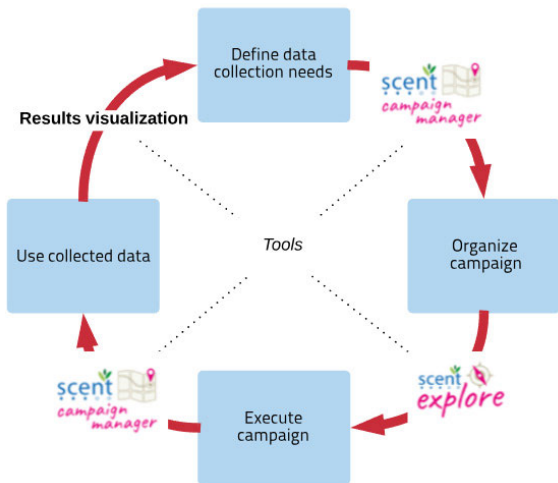 Define data
collection needs
scent
campaign
manager
Results visualization
Use collected data
Tools
Organize
campaign
scent
campaign
manager
scent
explore
Execute
campaign